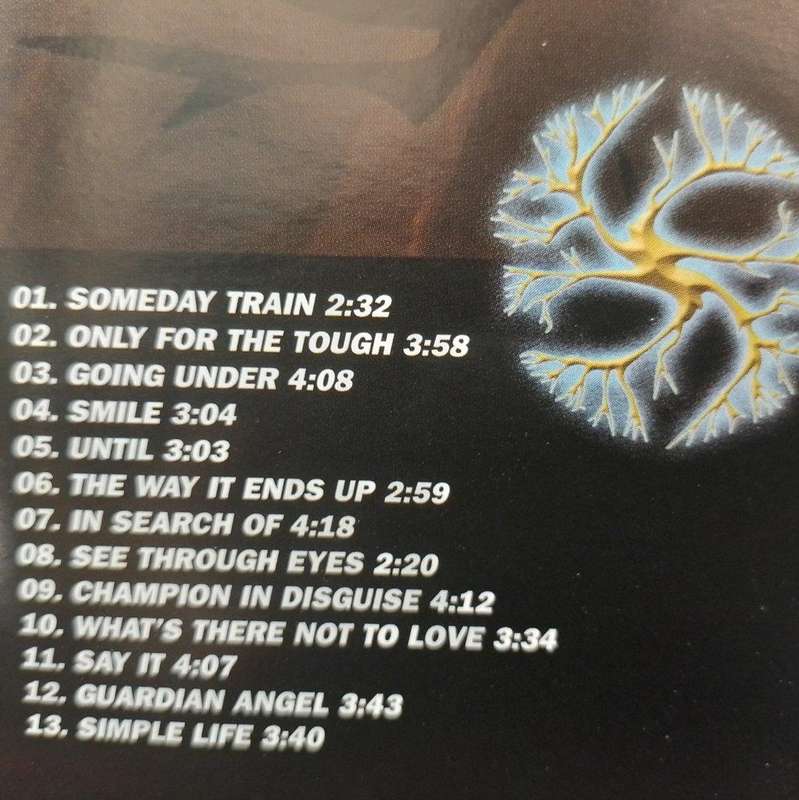 01. SOMEDAY TRAIN 2:32
02. ONLY FOR THE TOUGH 3:58
03. GOING UNDER 4:08
04. SMILE 3:04
05. UNTIL 3:03
06. THE WAY IT ENDS UP 2:59
07. IN SEARCH OF 4:18
08. SEE THROUGH EYES 2:20
09. CHAMPION IN DISGUISE 4:12
10. WHAT'S THERE NOT TO LOVE 3:34
11. SAY IT 4:07
12. GUARDIAN ANGEL 3:43
13. SIMPLE LIFE 3:40